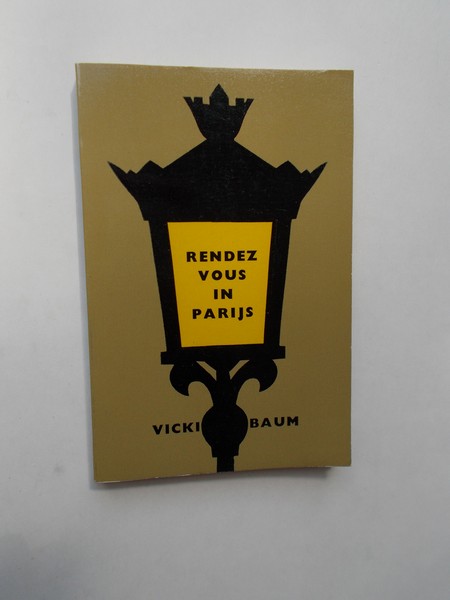 RENDEZ
VOUS
IN
PARIJS
VICKI BAUM